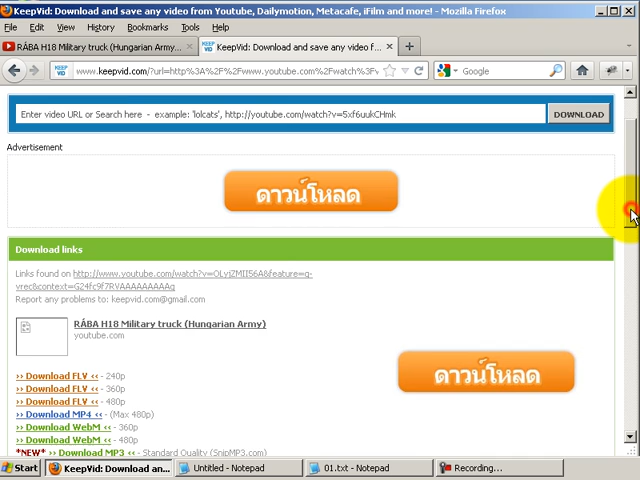 KeepVid: Download and save any video from Youtube, Dailymotion, Metacafe, iFilm and more! - Mozilla Firefox
File Edit View History Bookmarks Tools Help
RÁBA H18 Military truck (Hungarian Army...
KeepVid: Download and save any video f...
www.keepvid.com/?url=http%3A%2F%2Fwww.youtube.com%2Fwatch%3Fv
Google
Enter video URL or Search here - example: 'lolcats', http://youtube.com/watch?v=5xf6uukCHmk
DOWNLOAD
Advertisement
ดาวน์โหลด
Download links
Links found on http://www.youtube.com/watch?v=OLyjZMII56A&feature=g-
vrec&context=G24fc9f7RVAAAAAAAAAg
Report any problems to: keepvid.com@gmail.com
RÁBA H18 Military truck (Hungarian Army)
youtube.com
ดาวน์โหลด
>> Download FLV << - 240p
>> Download FLV << - 360p
>> Download FLV << - 480p
>> Download MP4 << - (Max 480p)
>> Download WebM << - 360p
>> Download WebM << - 480p
*NEW* >> Download MP3 << - Standard Quality (SnipMP3.com)
Start
KeepVid: Download an...
Untitled - Notepad
01.txt - Notepad
Recording...